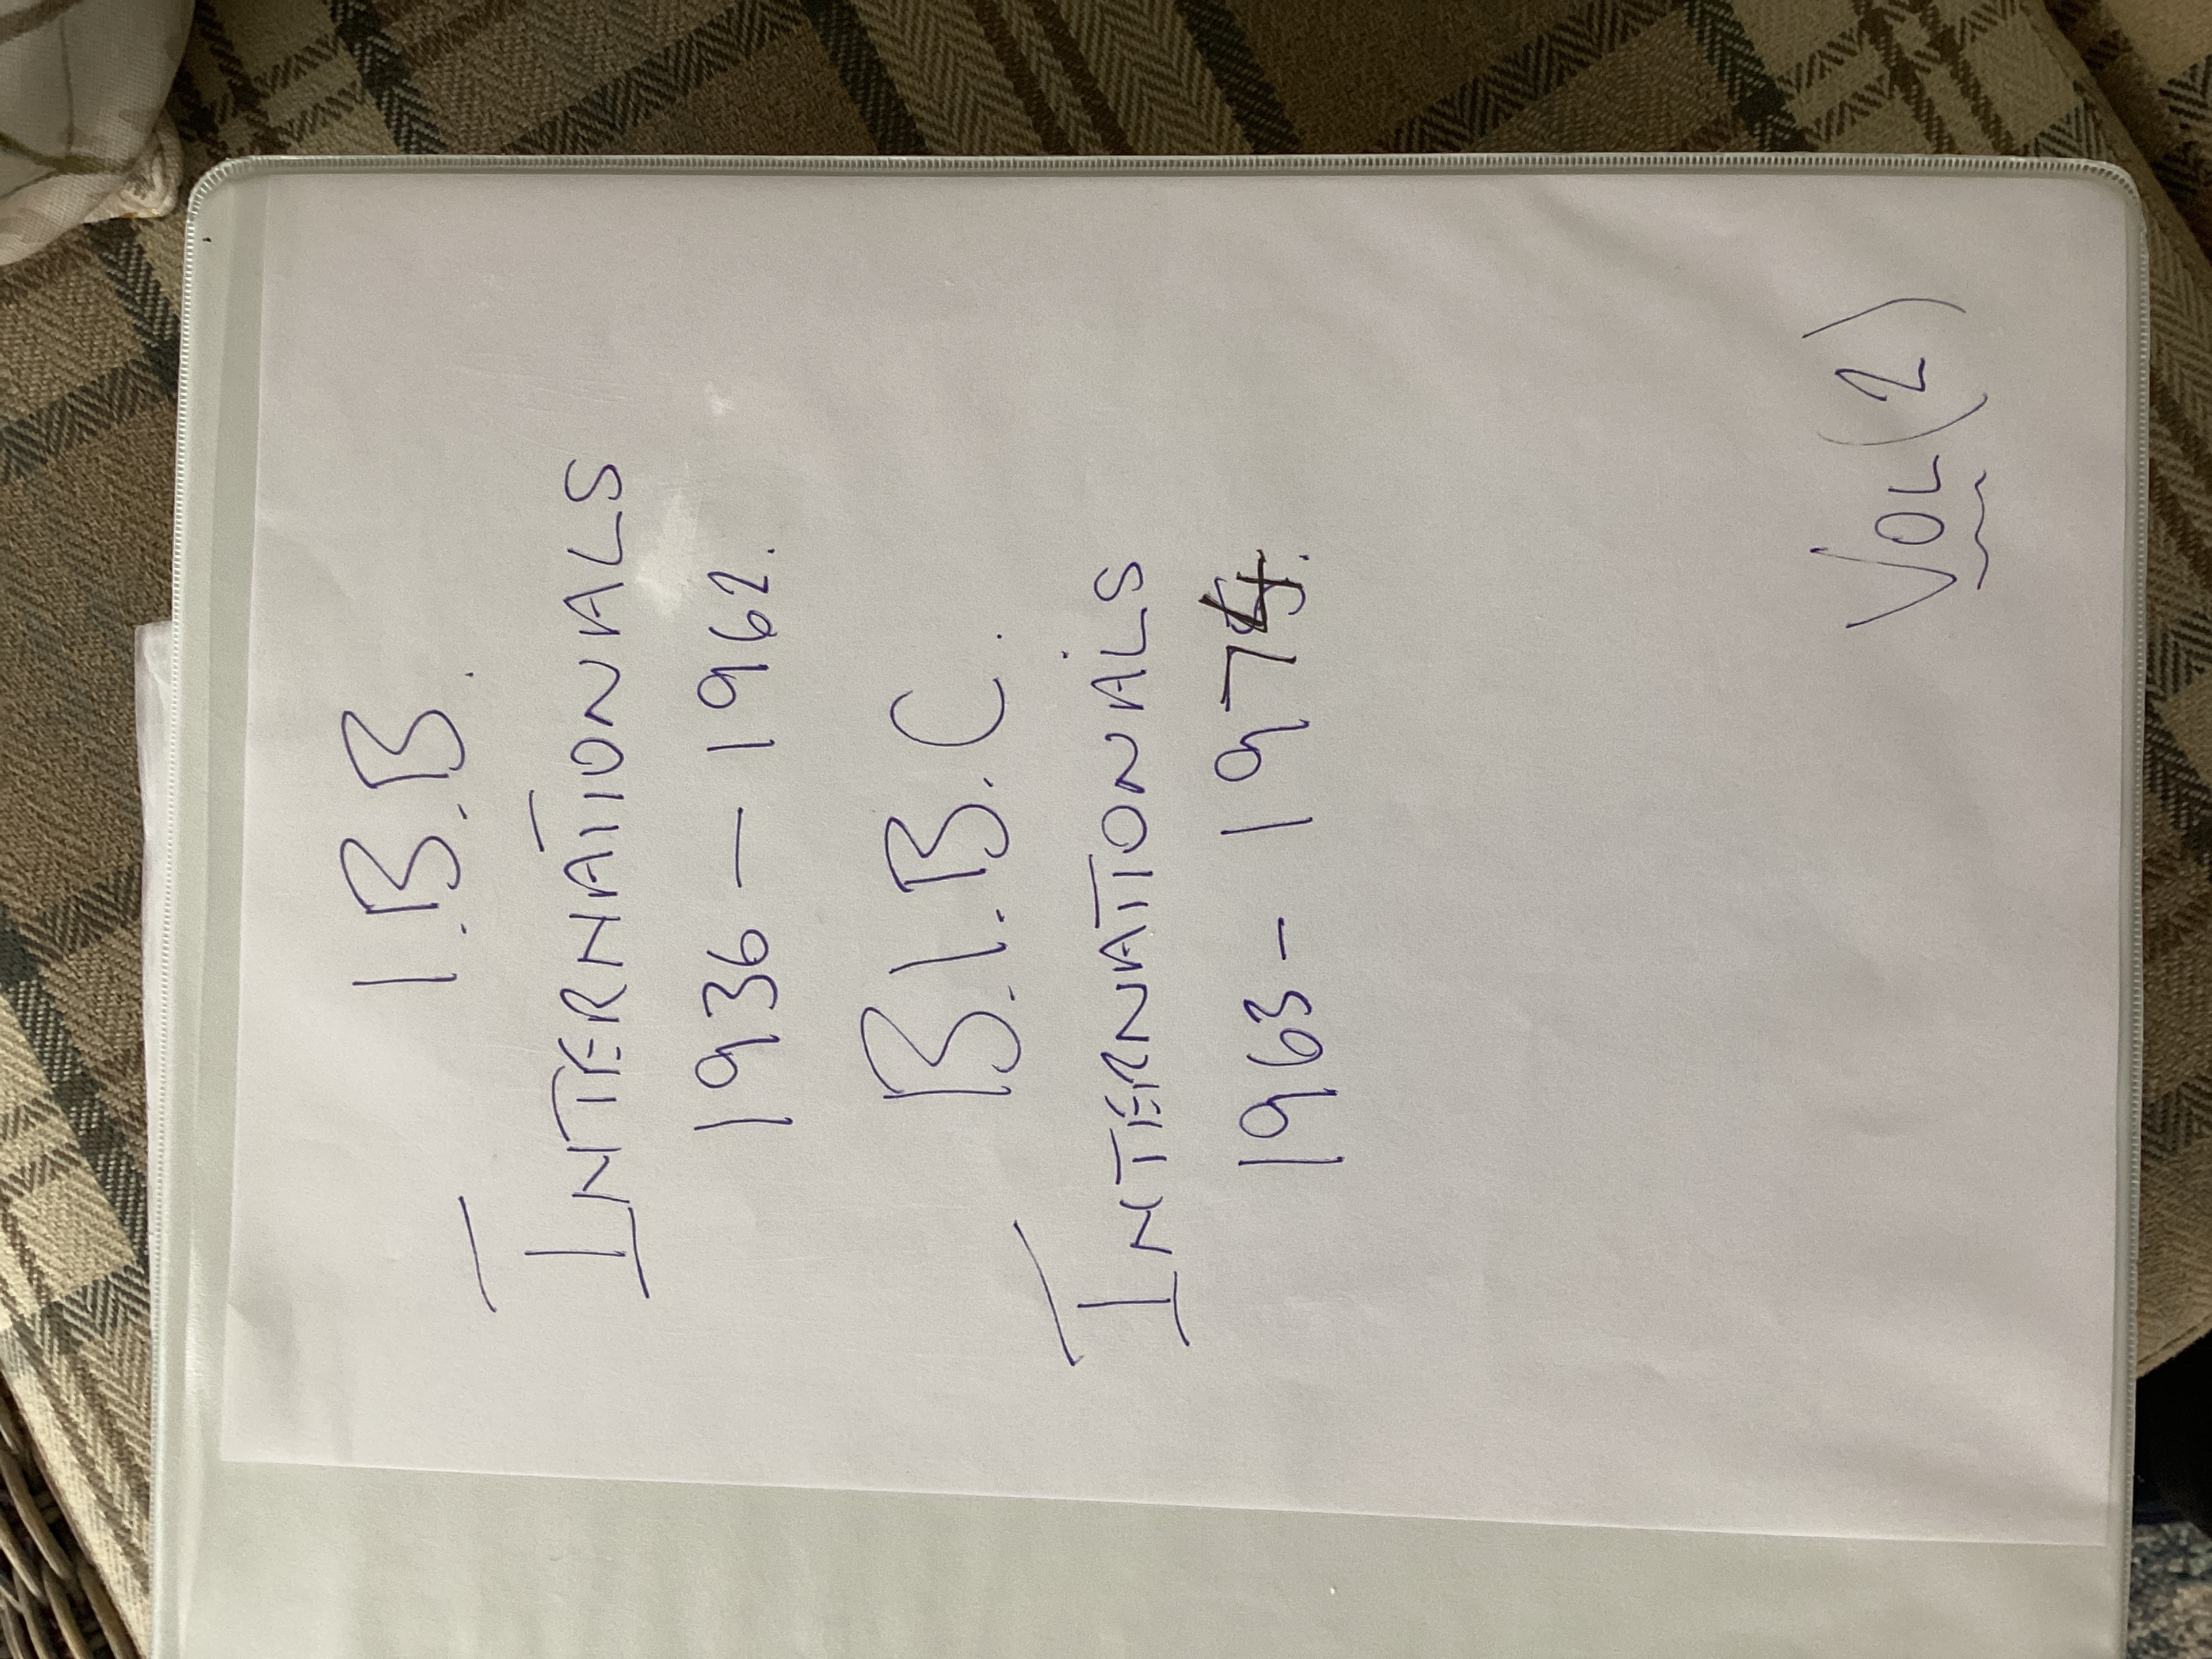 I.B.B.
INTERNATIONALS
1936 - 1962.
B.I.B.C.
INTERNATIONALS
1963 - 1974.
VOL (2)